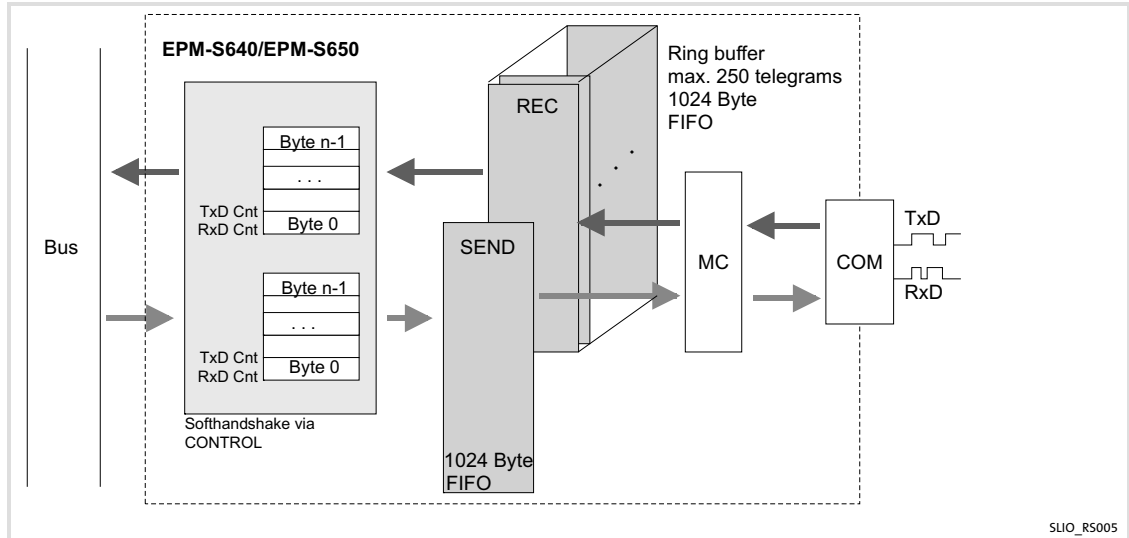 EPM-S640/EPM-S650
Ring buffer
max. 250 telegrams
1024 Byte
FIFO
REC
Byte n-1
. . .
TxD Cnt
RxD Cnt
Byte 0
Bus
SEND
MC
COM
TxD
RxD
Byte n-1
. . .
TxD Cnt
RxD Cnt
Byte 0
Softhandshake via
CONTROL
1024 Byte
FIFO
SLIO_RS005